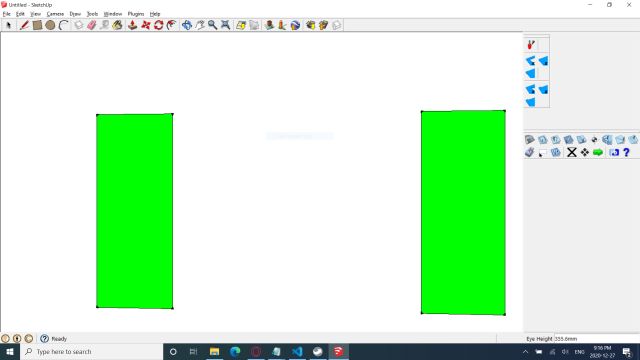 Untitled - SketchUp
File Edit View Camera Draw Tools Window Plugins Help
Ready
Eye Height 355.6mm
Type here to search
ENG
9:16 PM
2020-12-27